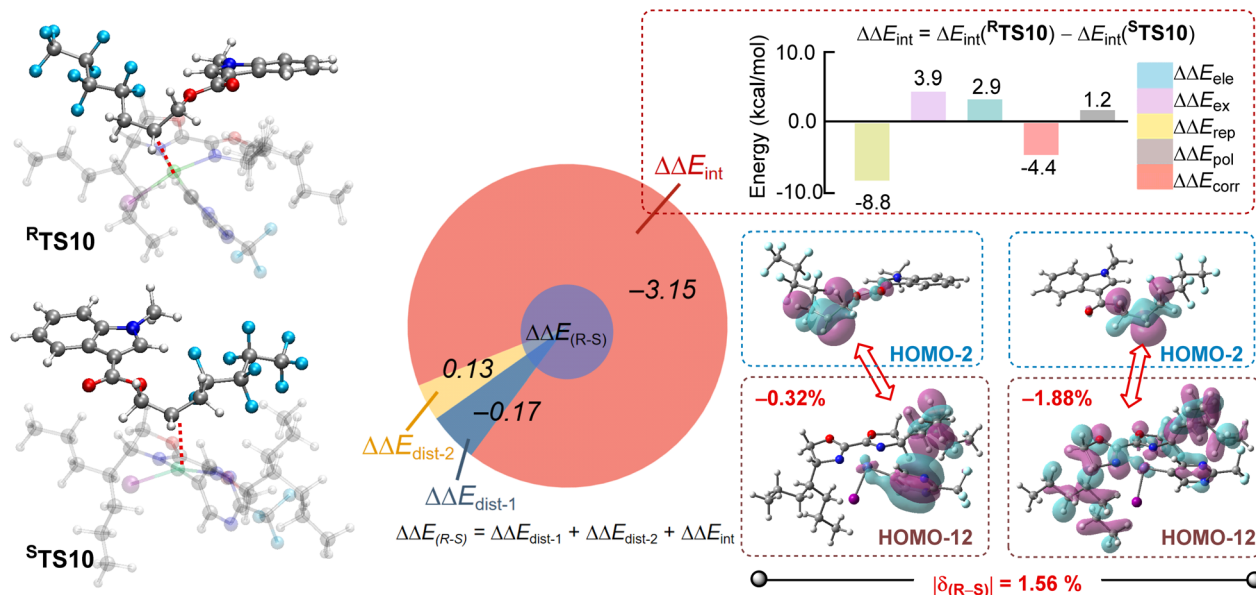 ᴿTS10
ˢTS10
ΔΔE_int
−3.15
ΔΔE_(R-S)
0.13
−0.17
ΔΔE_dist-2
ΔΔE_dist-1
ΔΔE_(R-S) = ΔΔE_dist-1 + ΔΔE_dist-2 + ΔΔE_int
ΔΔE_int = ΔE_int(ᴿTS10) − ΔE_int(ˢTS10)
Energy (kcal/mol)
10.0
0.0
-10.0
-8.8
3.9
2.9
-4.4
1.2
ΔΔE_ele
ΔΔE_ex
ΔΔE_rep
ΔΔE_pol
ΔΔE_corr
HOMO-2
HOMO-2
−0.32%
−1.88%
HOMO-12
HOMO-12
|δ_(R−S)| = 1.56 %